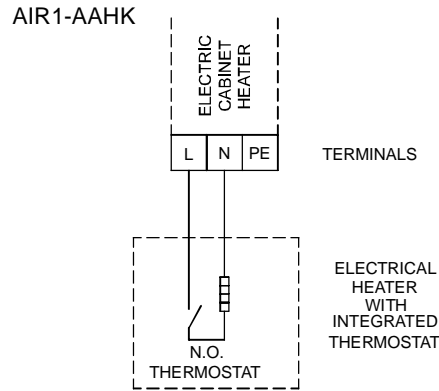 AIR1-AAHK
ELECTRIC
CABINET
HEATER
L N PE
TERMINALS
ELECTRICAL
HEATER
WITH
INTEGRATED
THERMOSTAT
N.O.
THERMOSTAT